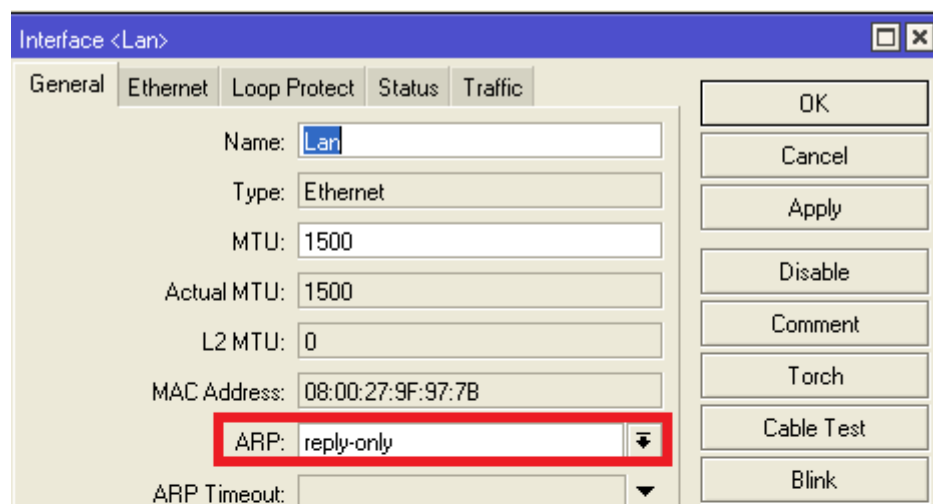 Interface <Lan>
General Ethernet Loop Protect Status Traffic
Name: Lan
Type: Ethernet
MTU: 1500
Actual MTU: 1500
L2 MTU: 0
MAC Address: 08:00:27:9F:97:7B
ARP: reply-only
ARP Timeout:
OK
Cancel
Apply
Disable
Comment
Torch
Cable Test
Blink